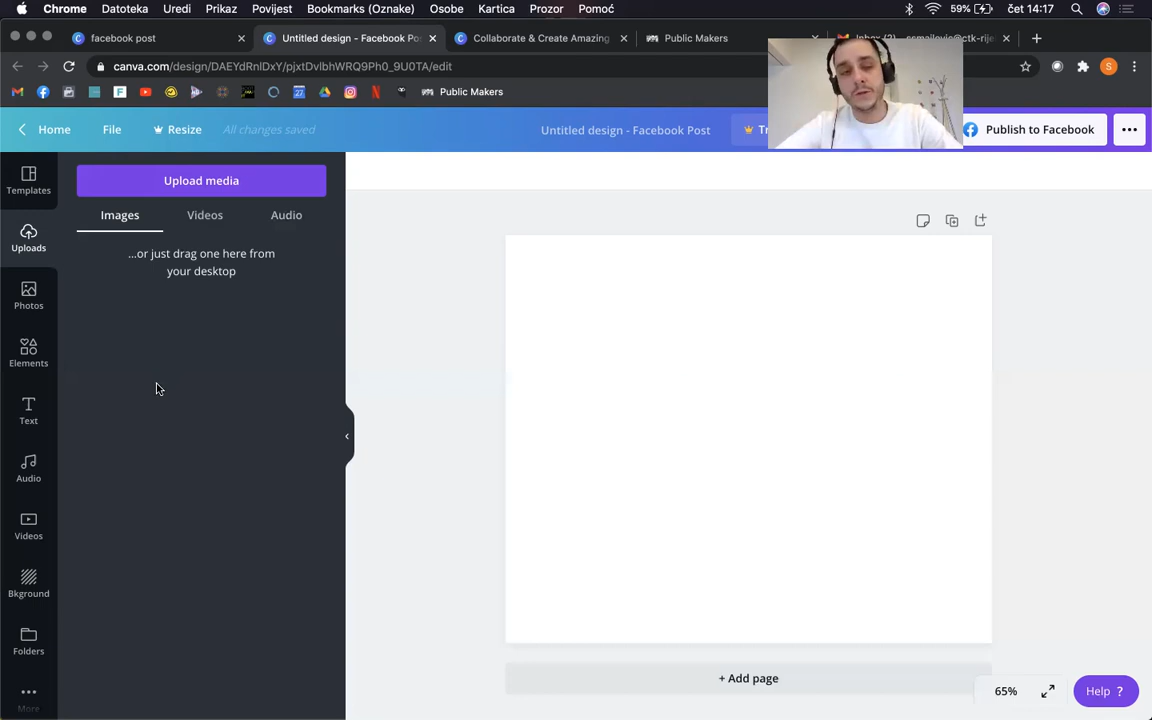 Chrome Datoteka Uredi Prikaz Povijest Bookmarks (Oznake) Osobe Kartica Prozor Pomoć 59% čet 14:17
facebook post Untitled design - Facebook Po Collaborate & Create Amazing Public Makers
canva.com/design/DAEYdRnlDxY/pjxtDvlbhWRQ9Ph0_9U0TA/edit
Public Makers
Home File Resize All changes saved Untitled design - Facebook Post Publish to Facebook
Templates
Upload media
Images Videos Audio
Uploads
...or just drag one here from
your desktop
Photos
Elements
Text
Audio
Videos
Bkground
Folders
More
+ Add page
65% Help ?